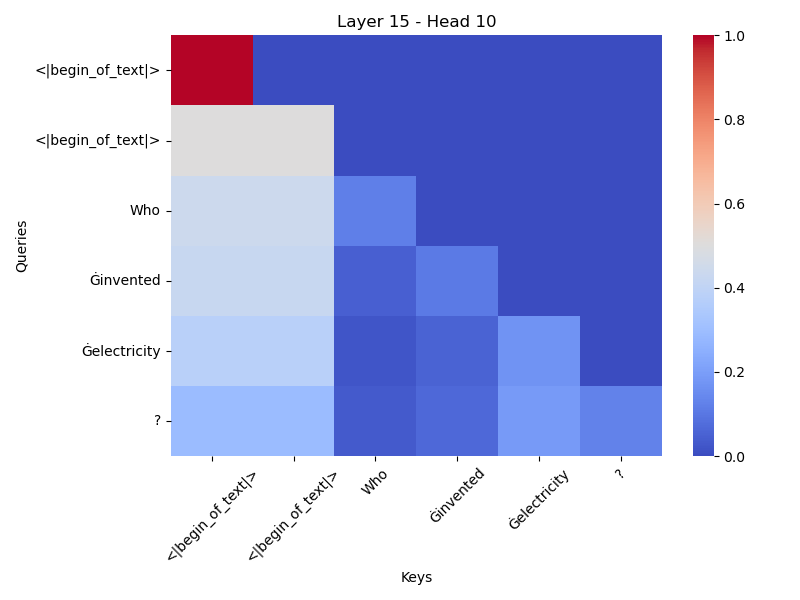 Layer 15 - Head 10
<|begin_of_text|>
<|begin_of_text|>
Who
Ġinvented
Ġelectricity
?
Queries
<|begin_of_text|>
<|begin_of_text|>
Who
Ġinvented
Ġelectricity
?
Keys
1.0
0.8
0.6
0.4
0.2
0.0